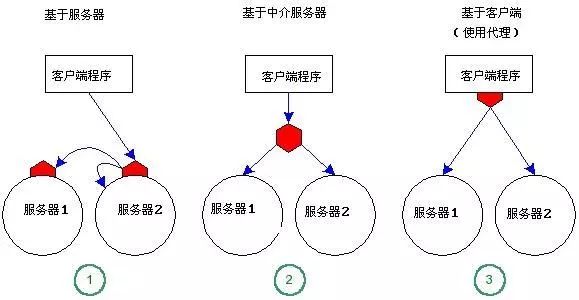 基于服务器
客户端程序
服务器1
服务器2
1
基于中介服务器
客户端程序
服务器1
服务器2
2
基于客户端
(使用代理)
客户端程序
服务器1
服务器2
3